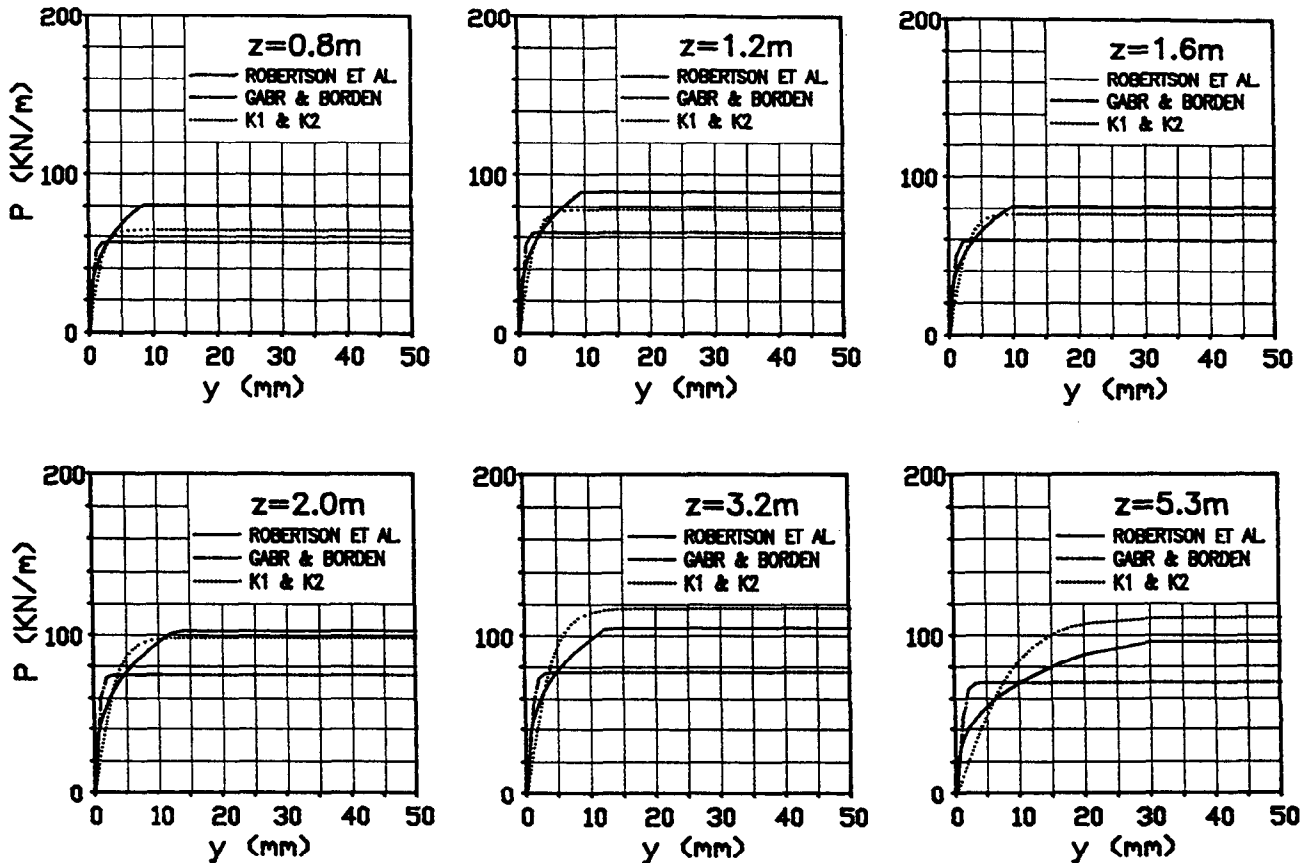 200
z=0.8m
ROBERTSON ET AL.
GABR & BORDEN
K1 & K2
P (KN/m)
100
0
0 10 20 30 40 50
y (mm)
200
z=1.2m
ROBERTSON ET AL.
GABR & BORDEN
K1 & K2
100
0
0 10 20 30 40 50
y (mm)
200
z=1.6m
ROBERTSON ET AL.
GABR & BORDEN
K1 & K2
100
0
0 10 20 30 40 50
y (mm)
200
z=2.0m
ROBERTSON ET AL.
GABR & BORDEN
K1 & K2
P (KN/m)
100
0
0 10 20 30 40 50
y (mm)
200
z=3.2m
ROBERTSON ET AL.
GABR & BORDEN
K1 & K2
100
0
0 10 20 30 40 50
y (mm)
200
z=5.3m
ROBERTSON ET AL.
GABR & BORDEN
K1 & K2
100
0
0 10 20 30 40 50
y (mm)